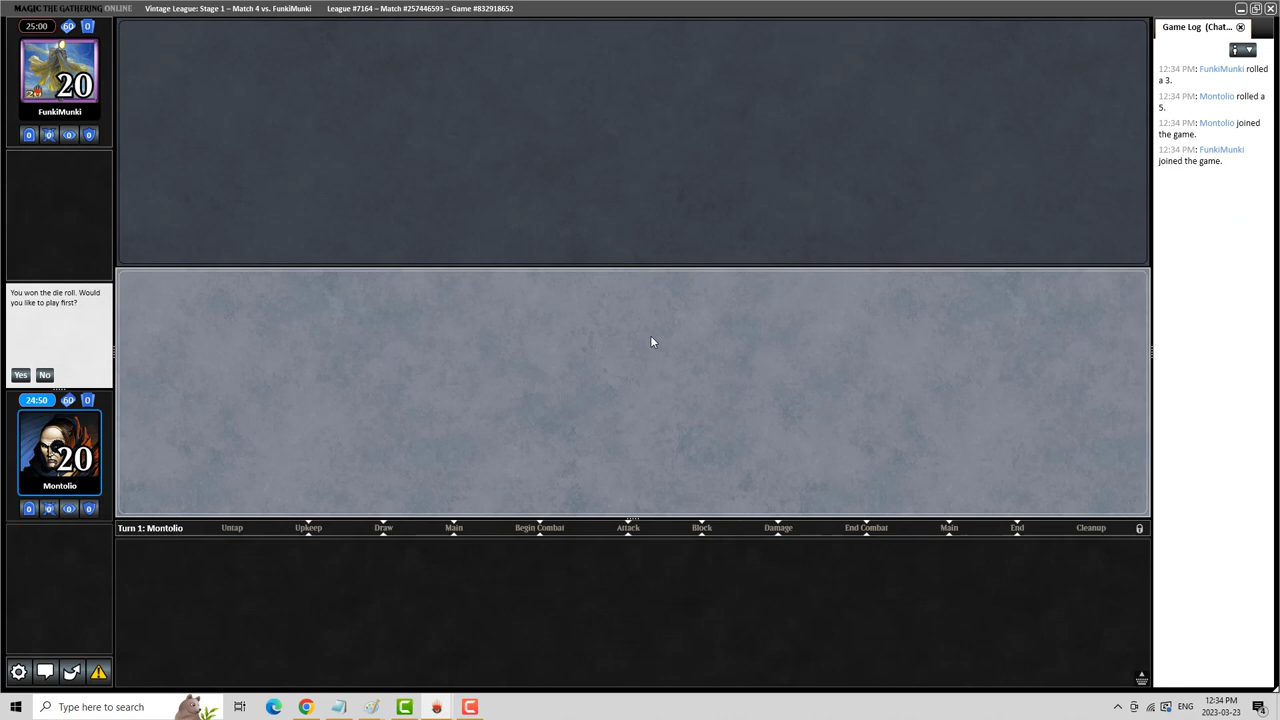 MAGIC THE GATHERING ONLINE
Vintage League: Stage 1 – Match 4 vs. FunkiMunki
League #7164 – Match #257446593 – Game #832918652
25:00
60
0
20
FunkiMunki
0
0
0
0
You won the die roll. Would
you like to play first?
Yes
No
24:50
60
0
20
Montolio
0
0
0
0
Turn 1: Montolio
Untap
Upkeep
Draw
Main
Begin Combat
Attack
Block
Damage
End Combat
Main
End
Cleanup
Game Log (Chat...
12:34 PM: FunkiMunki rolled
a 3.
12:34 PM: Montolio rolled a
5.
12:34 PM: Montolio joined
the game.
12:34 PM: FunkiMunki
joined the game.
Type here to search
ENG
12:34 PM
2023-03-23
4